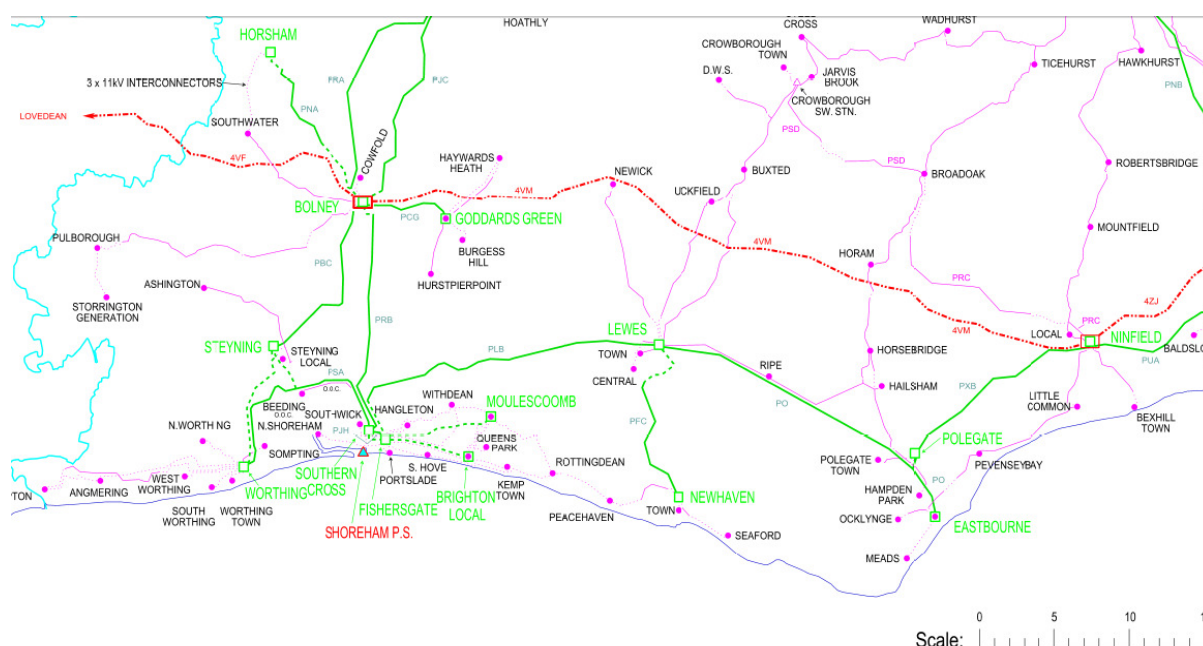 HOATHLY
CROSS
WADHURST
HORSHAM
CROWBOROUGH
TOWN
D.W.S.
JARVIS
BROOK
TICEHURST
HAWKHURST
3 x 11kV INTERCONNECTORS
PNA
PRA
PJC
CROWBOROUGH
SW. STN.
PNB
LOVEDEAN
SOUTHWATER
COWFOLD
HAYWARDS
HEATH
PSD
4VF
PSD
ROBERTSBRIDGE
NEWICK
BUXTED
BROADOAK
4VM
UCKFIELD
BOLNEY
PCG
GODDARDS GREEN
MOUNTFIELD
PULBOROUGH
4VM
BURGESS
HILL
HORAM
PBC
HURSTPIERPOINT
ASHINGTON
PRC
STORRINGTON
GENERATION
4ZJ
PRB
PRC
LEWES
4VM
LOCAL
NINFIELD
STEYNING
STEYNING
LOCAL
PLB
TOWN
HORSEBRIDGE
PUA
BALDSLO
FSA
CENTRAL
RIPE
HAILSHAM
PXB
O.O.C.
BEEDING
O.O.C.
WITHDEAN
MOULESCOOMB
PO
LITTLE
COMMON
SOUTHWICK
HANGLETON
BEXHILL
TOWN
N.WORTH NG
N.SHOREHAM
PJH
PFC
QUEENS
PARK
POLEGATE
SOMPTING
ROTTINGDEAN
POLEGATE
TOWN
PEVENSEYBAY
PTON
ANGMERING
WEST
WORTHING
WORTHING
SOUTHERN
CROSS
PORTSLADE
S. HOVE
KEMP
TOWN
PO
SOUTH
WORTHING
WORTHING
TOWN
FISHERSGATE
BRIGHTON
LOCAL
PEACEHAVEN
TOWN
NEWHAVEN
HAMPDEN
PARK
OCKLYNGE
EASTBOURNE
SHOREHAM P.S.
SEAFORD
MEADS
0 5 10
Scale: